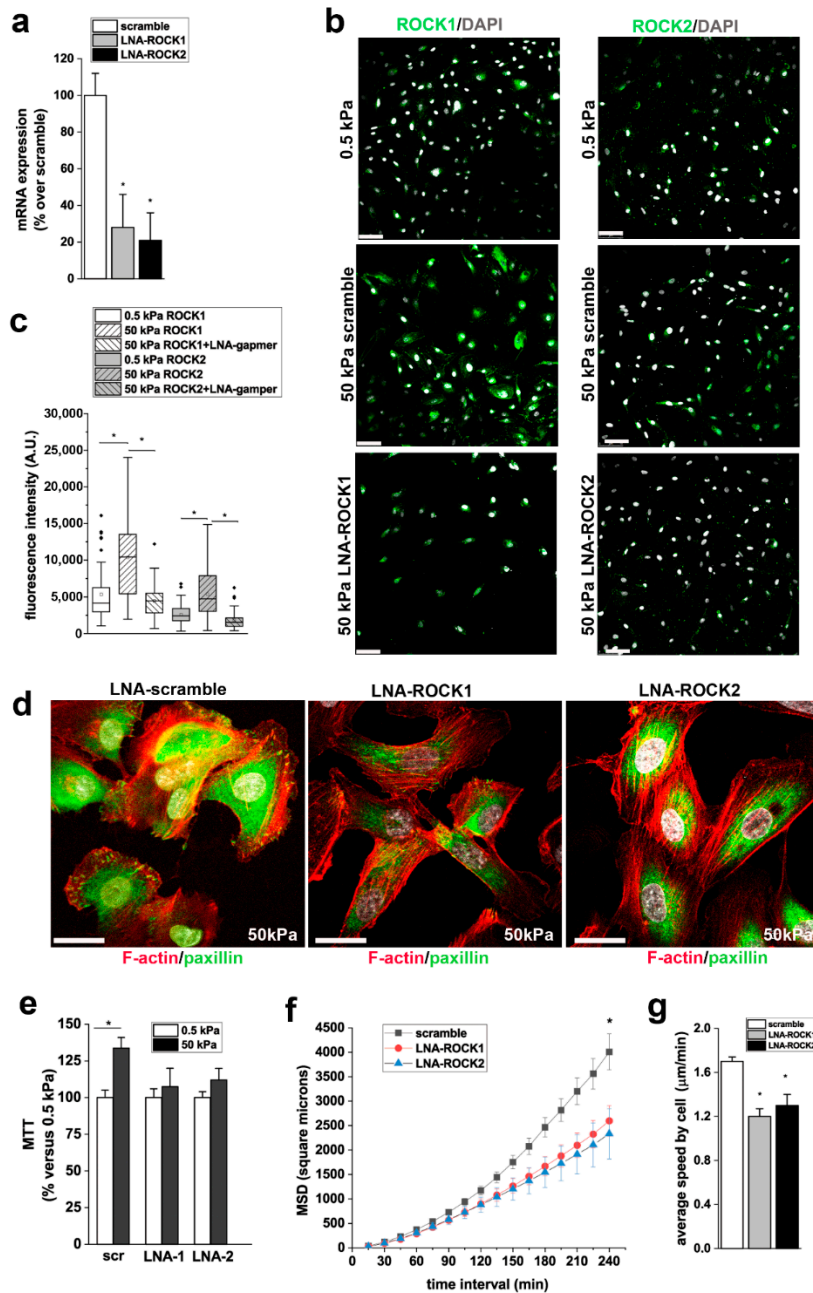 a
scramble
LNA-ROCK1
LNA-ROCK2
mRNA expression
(% over scramble)
120
100
80
60
40
20
0
*
*
b
ROCK1/DAPI
ROCK2/DAPI
0.5 kPa
0.5 kPa
50 kPa scramble
50 kPa scramble
50 kPa LNA-ROCK1
50 kPa LNA-ROCK2
c
0.5 kPa ROCK1
50 kPa ROCK1
50 kPa ROCK1+LNA-gapmer
0.5 kPa ROCK2
50 kPa ROCK2
50 kPa ROCK2+LNA-gamper
fluorescence intensity (A.U.)
30,000
25,000
20,000
15,000
10,000
5,000
0
*
*
*
*
d
LNA-scramble
LNA-ROCK1
LNA-ROCK2
50kPa
50kPa
50kPa
F-actin/paxillin
F-actin/paxillin
F-actin/paxillin
e
0.5 kPa
50 kPa
MTT
(% versus 0.5 kPa)
150
125
100
75
50
25
0
*
scr
LNA-1
LNA-2
f
scramble
LNA-ROCK1
LNA-ROCK2
MSD (square microns)
4500
4000
3500
3000
2500
2000
1500
1000
500
0
*
0 30 60 90 120 150 180 210 240
time interval (min)
g
scramble
LNA-ROCK1
LNA-ROCK2
average speed by cell (μm/min)
2.0
1.6
1.2
0.8
0.4
0.0
*
*